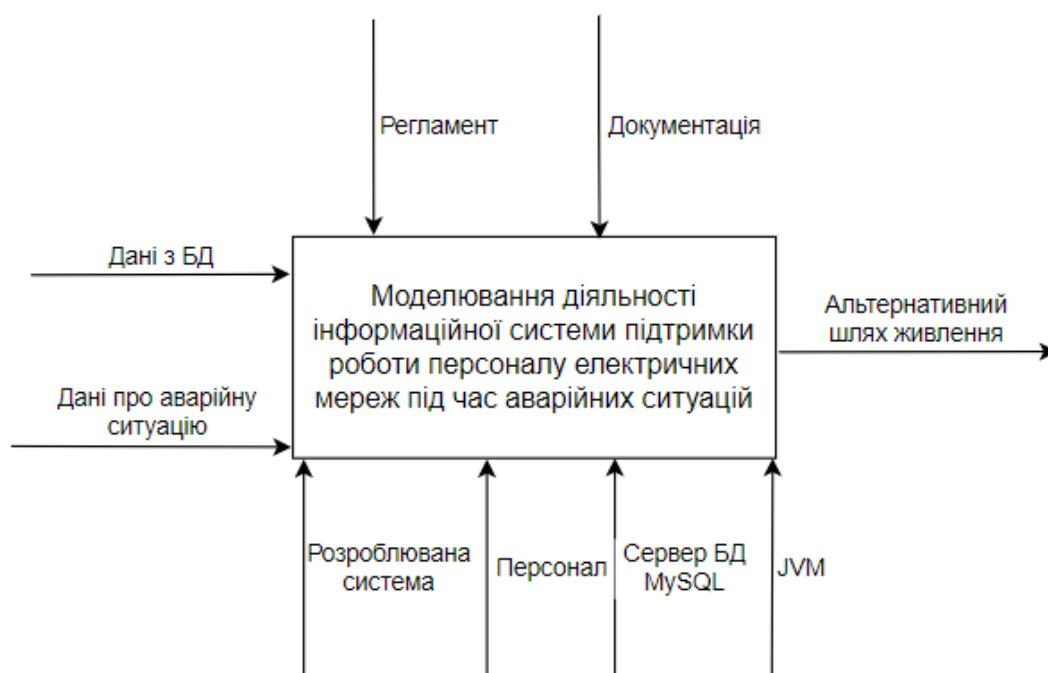 Регламент
Документація
Дані з БД
Моделювання діяльності
інформаційної системи підтримки
роботи персоналу електричних
мереж під час аварійних ситуацій
Альтернативний
шлях живлення
Дані про аварійну
ситуацію
Розроблювана
система
Персонал
Сервер БД
MySQL
JVM